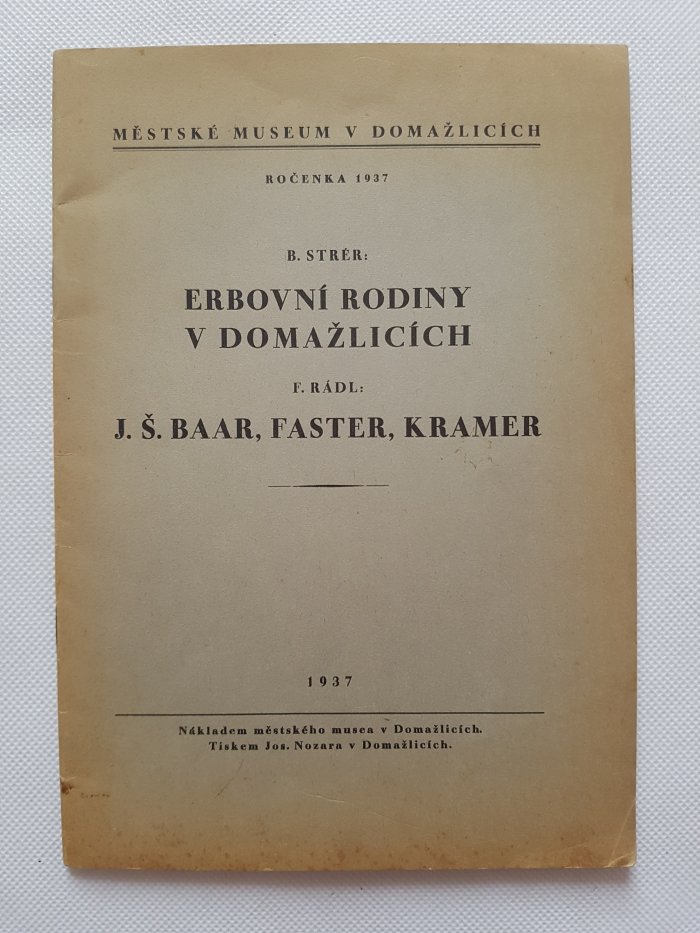 MĚSTSKÉ MUSEUM V DOMAŽLICÍCH
ROČENKA 1937
B. STRÉR:
ERBOVNÍ RODINY
V DOMAŽLICÍCH
F. RÁDL:
J. Š. BAAR, FASTER, KRAMER
1937
Nákladem městského musea v Domažlicích.
Tiskem Jos. Nozara v Domažlicích.